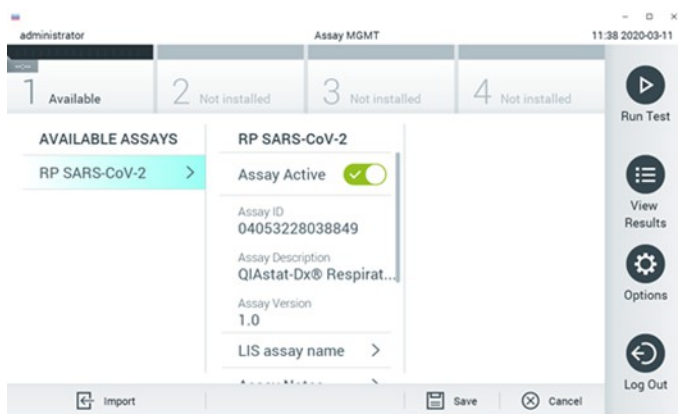 administrator Assay MGMT 11:38 2020-03-11
1 Available 2 Not installed 3 Not installed 4 Not installed
Run Test
AVAILABLE ASSAYS
RP SARS-CoV-2
RP SARS-CoV-2
Assay Active
Assay ID
04053228038849
Assay Description
QIAstat-Dx® Respirat...
Assay Version
1.0
LIS assay name
View
Results
Options
Log Out
Import Save Cancel